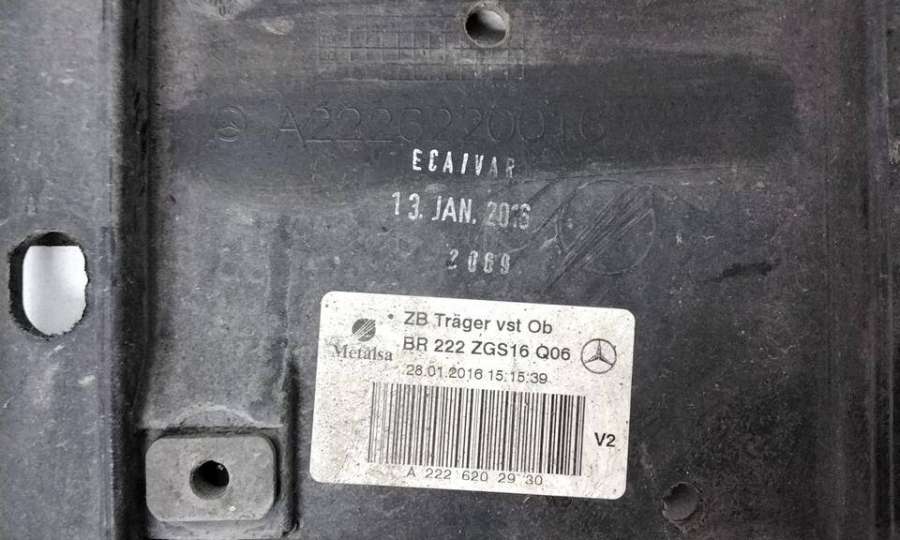 ECAIVAR
13. JAN. 2016
2069
ZB Träger vst Ob
Metalsa
BR 222 ZGS16 Q06
28.01.2016 15:15:39
V2
A 222 620 29 30